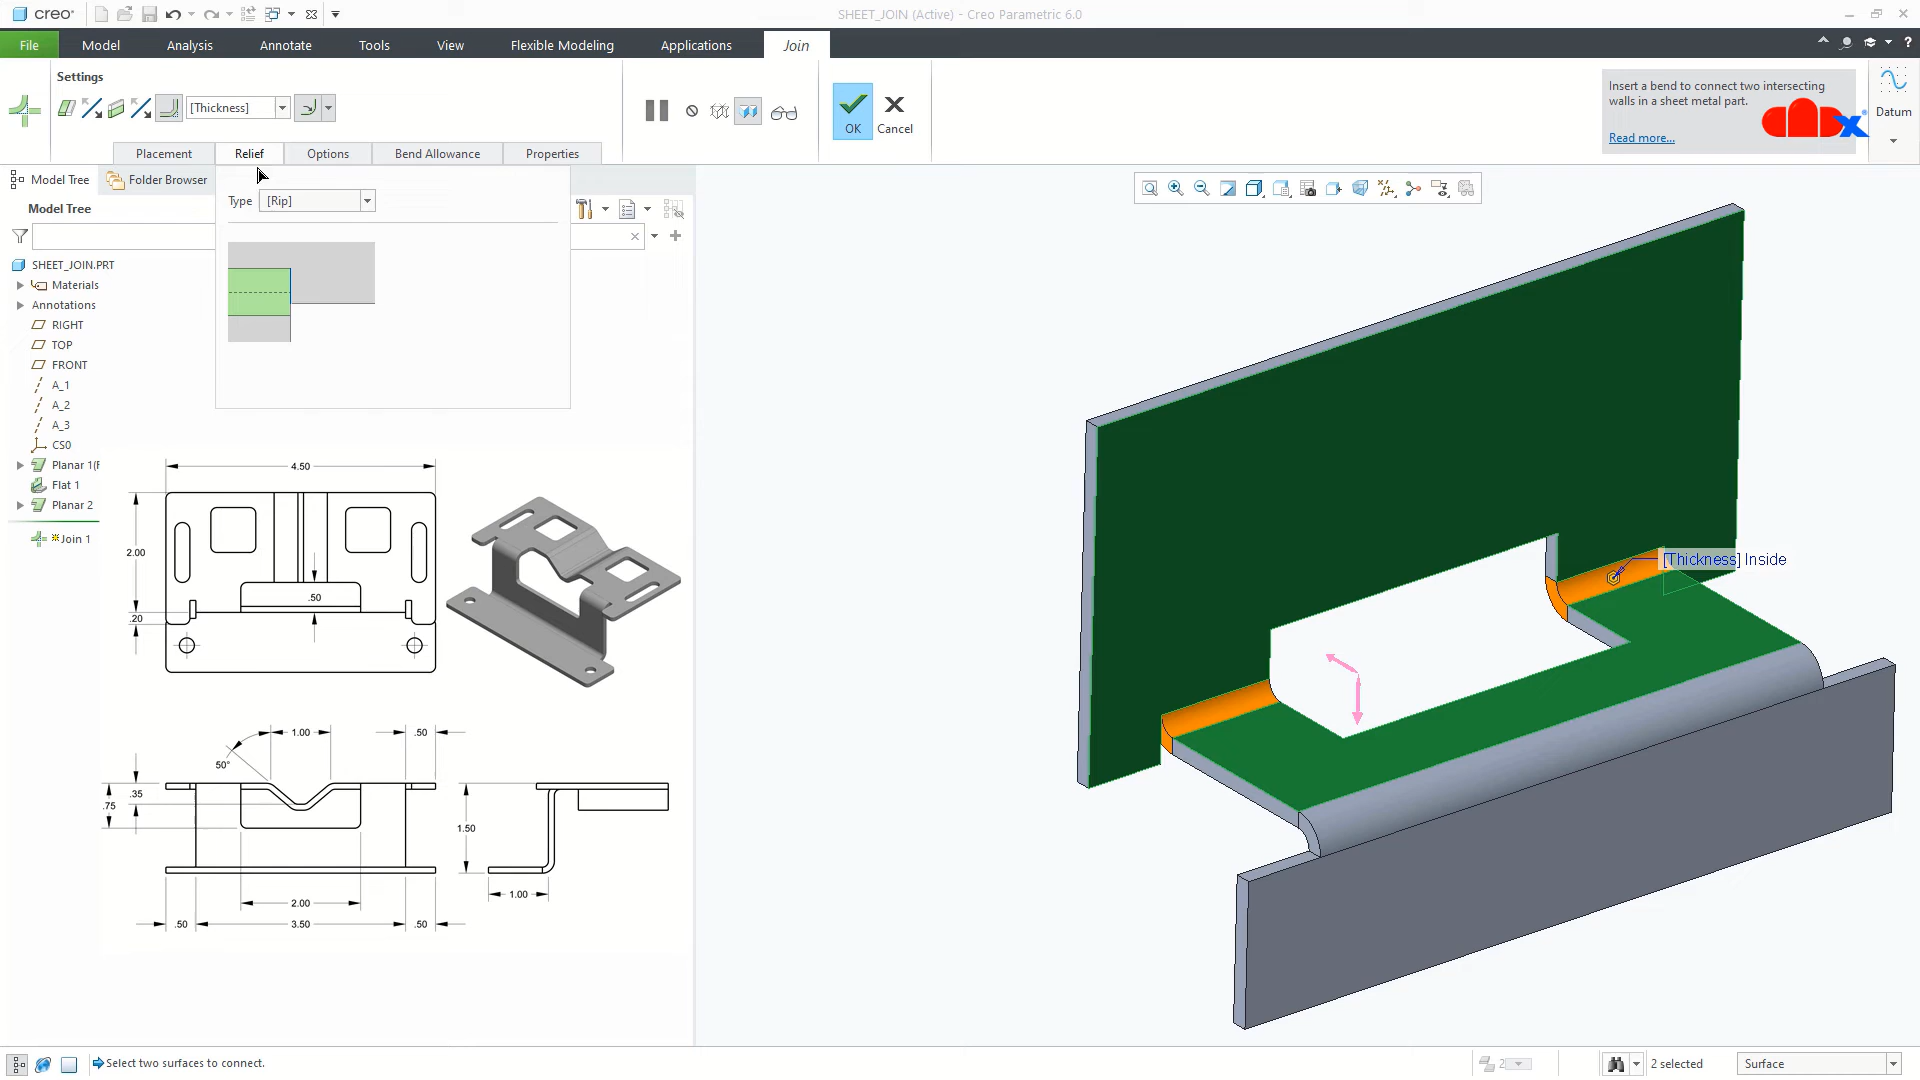 creo
SHEET_JOIN (Active) - Creo Parametric 6.0
File
Model
Analysis
Annotate
Tools
View
Flexible Modeling
Applications
Join
Settings
[Thickness]
OK
Cancel
Insert a bend to connect two intersecting
walls in a sheet metal part.
Read more...
Datum
Placement
Relief
Options
Bend Allowance
Properties
Model Tree
Folder Browser
Type
[Rip]
Model Tree
SHEET_JOIN.PRT
Materials
Annotations
RIGHT
TOP
FRONT
A_1
A_2
A_3
CS0
Planar 1(F
Flat 1
Planar 2
Join 1
[Thickness] Inside
4.50
2.00
.50
.20
1.00
.50
50°
.35
.75
1.50
1.00
2.00
.50
3.50
.50
Select two surfaces to connect.
2
2 selected
Surface